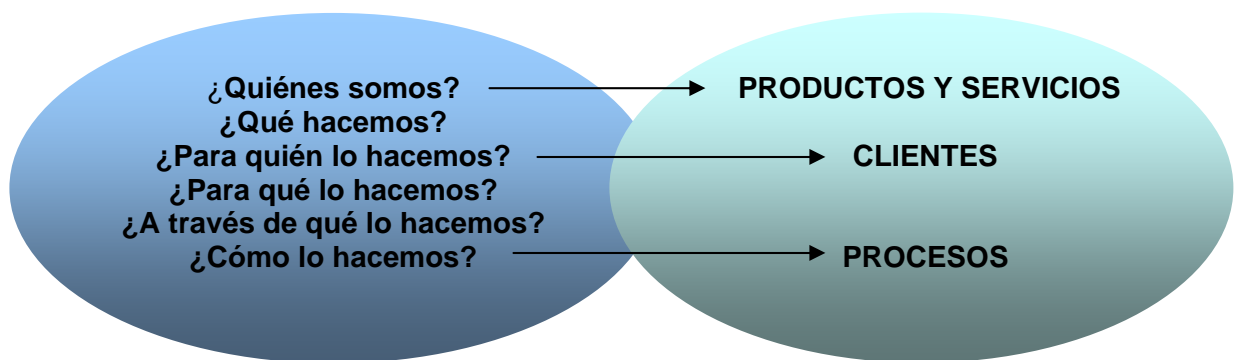 ¿Quiénes somos? PRODUCTOS Y SERVICIOS
¿Qué hacemos?
¿Para quién lo hacemos? CLIENTES
¿Para qué lo hacemos?
¿A través de qué lo hacemos?
¿Cómo lo hacemos? PROCESOS